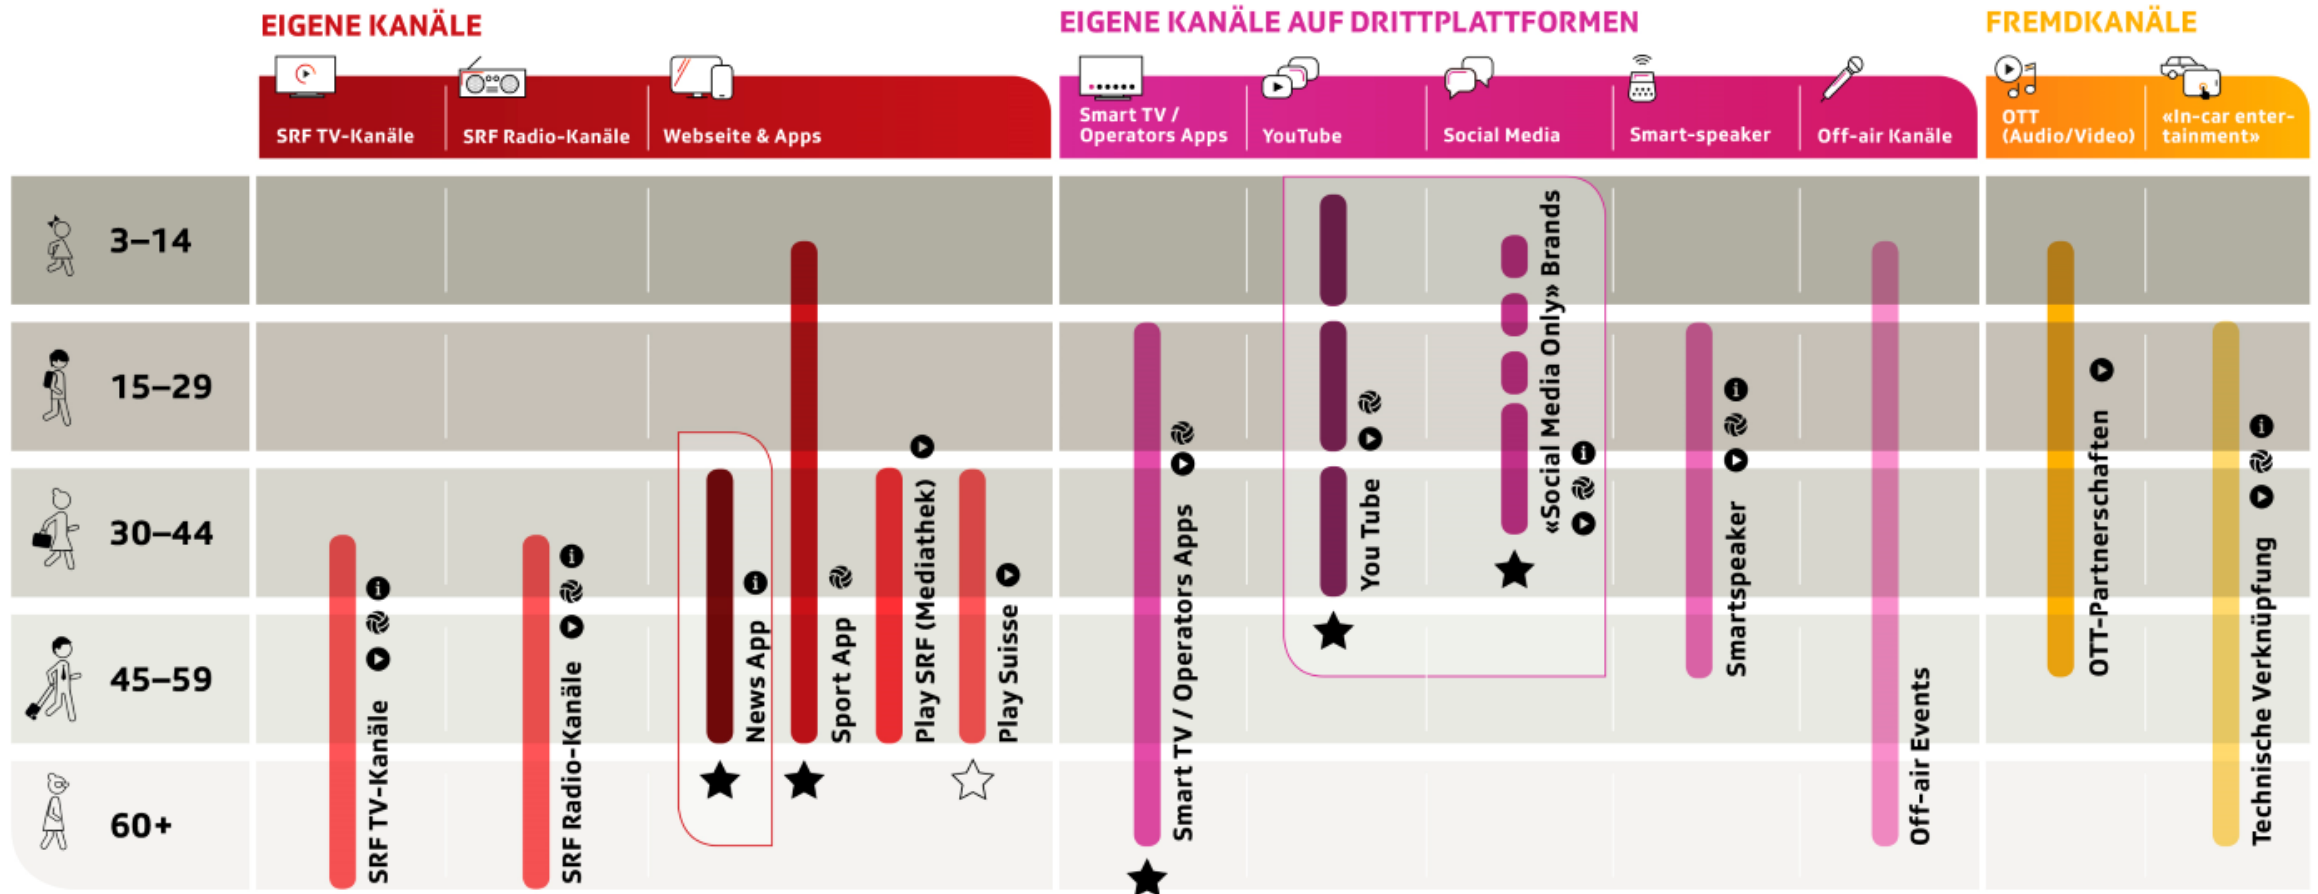 EIGENE KANÄLE
EIGENE KANÄLE AUF DRITTPLATTFORMEN
FREMDKANÄLE
SRF TV-Kanäle
SRF Radio-Kanäle
Webseite & Apps
Smart TV /
Operators Apps
YouTube
Social Media
Smart-speaker
Off-air Kanäle
OTT
(Audio/Video)
«In-car enter-
tainment»
3–14
15–29
30–44
45–59
60+
SRF TV-Kanäle
SRF Radio-Kanäle
News App
Sport App
Play SRF (Mediathek)
Play Suisse
Smart TV / Operators Apps
You Tube
«Social Media Only» Brands
Smartspeaker
Off-air Events
OTT-Partnerschaften
Technische Verknüpfung